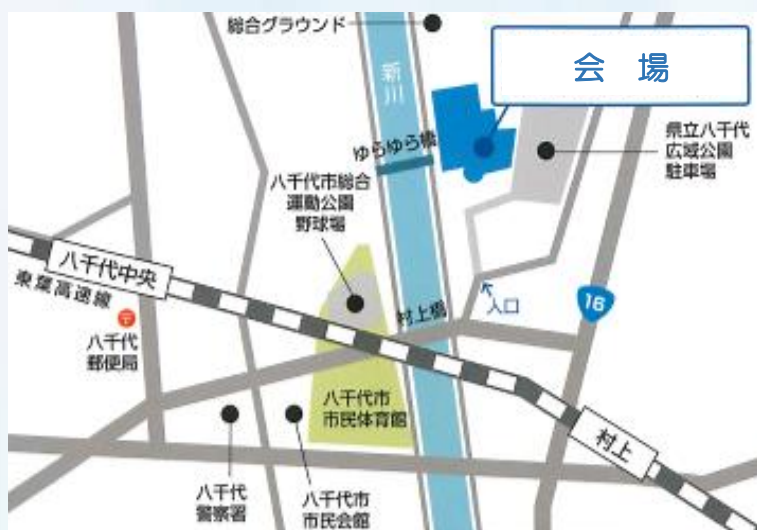 総合グラウンド
会 場
新川
ゆらゆら橋
県立八千代
広域公園
駐車場
八千代市総合
運動公園
野球場
八千代中央
東葉高速線
〒
八千代
郵便局
村上橋
入口
16
八千代市
市民体育館
村上
八千代
警察署
八千代市
市民会館